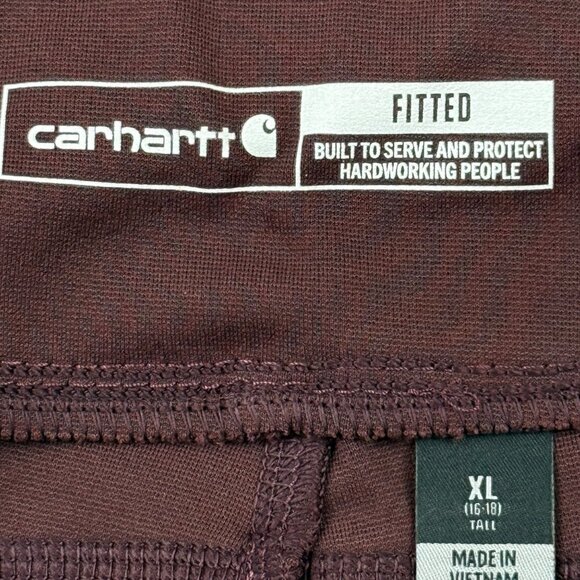 carhartt
FITTED
BUILT TO SERVE AND PROTECT
HARDWORKING PEOPLE
XL
(16-18)
TALL
MADE IN
VIETNAM